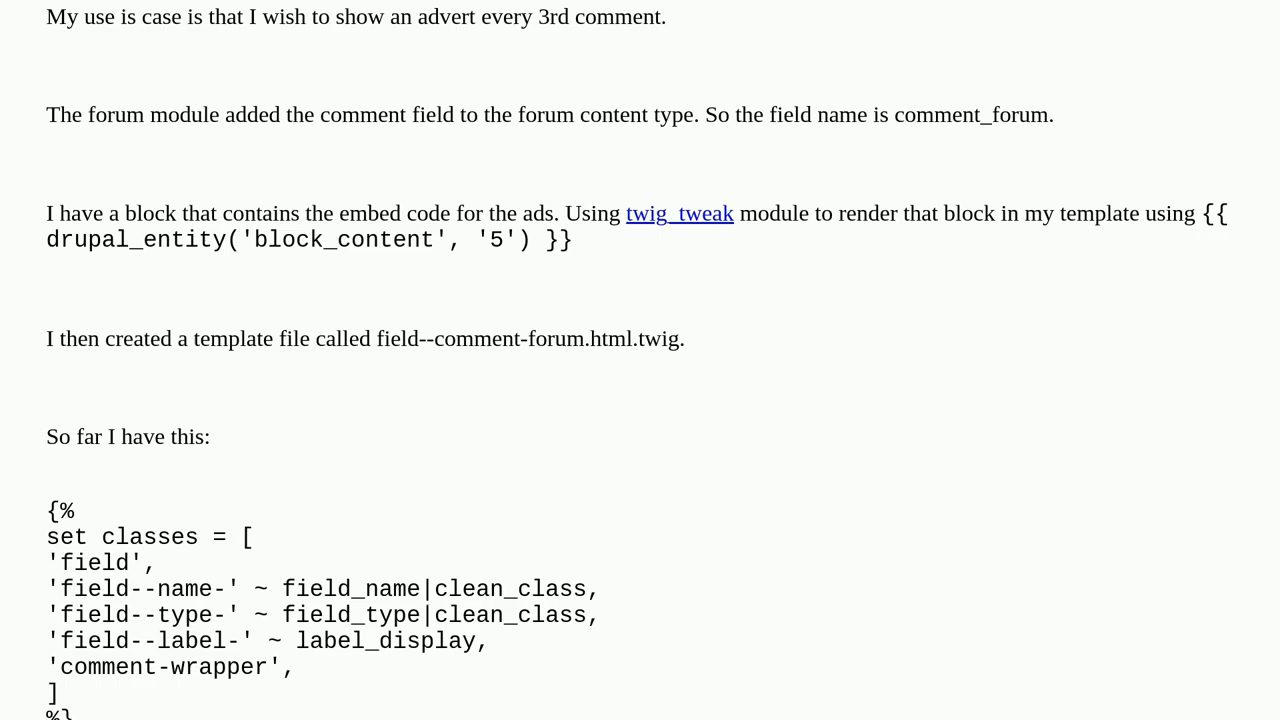 My use is case is that I wish to show an advert every 3rd comment.
The forum module added the comment field to the forum content type. So the field name is comment_forum.
I have a block that contains the embed code for the ads. Using twig_tweak module to render that block in my template using {{
drupal_entity('block_content', '5') }}
I then created a template file called field--comment-forum.html.twig.
So far I have this:
{%
set classes = [
'field',
'field--name-' ~ field_name|clean_class,
'field--type-' ~ field_type|clean_class,
'field--label-' ~ label_display,
'comment-wrapper',
]
%}